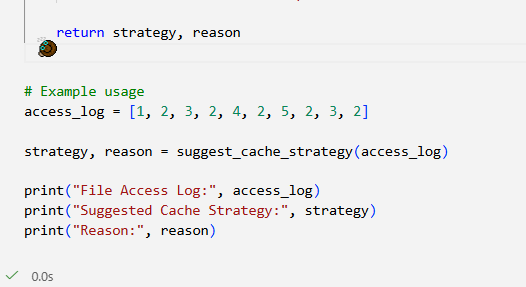 return strategy, reason
# Example usage
access_log = [1, 2, 3, 2, 4, 2, 5, 2, 3, 2]
strategy, reason = suggest_cache_strategy(access_log)
print("File Access Log:", access_log)
print("Suggested Cache Strategy:", strategy)
print("Reason:", reason)
0.0s